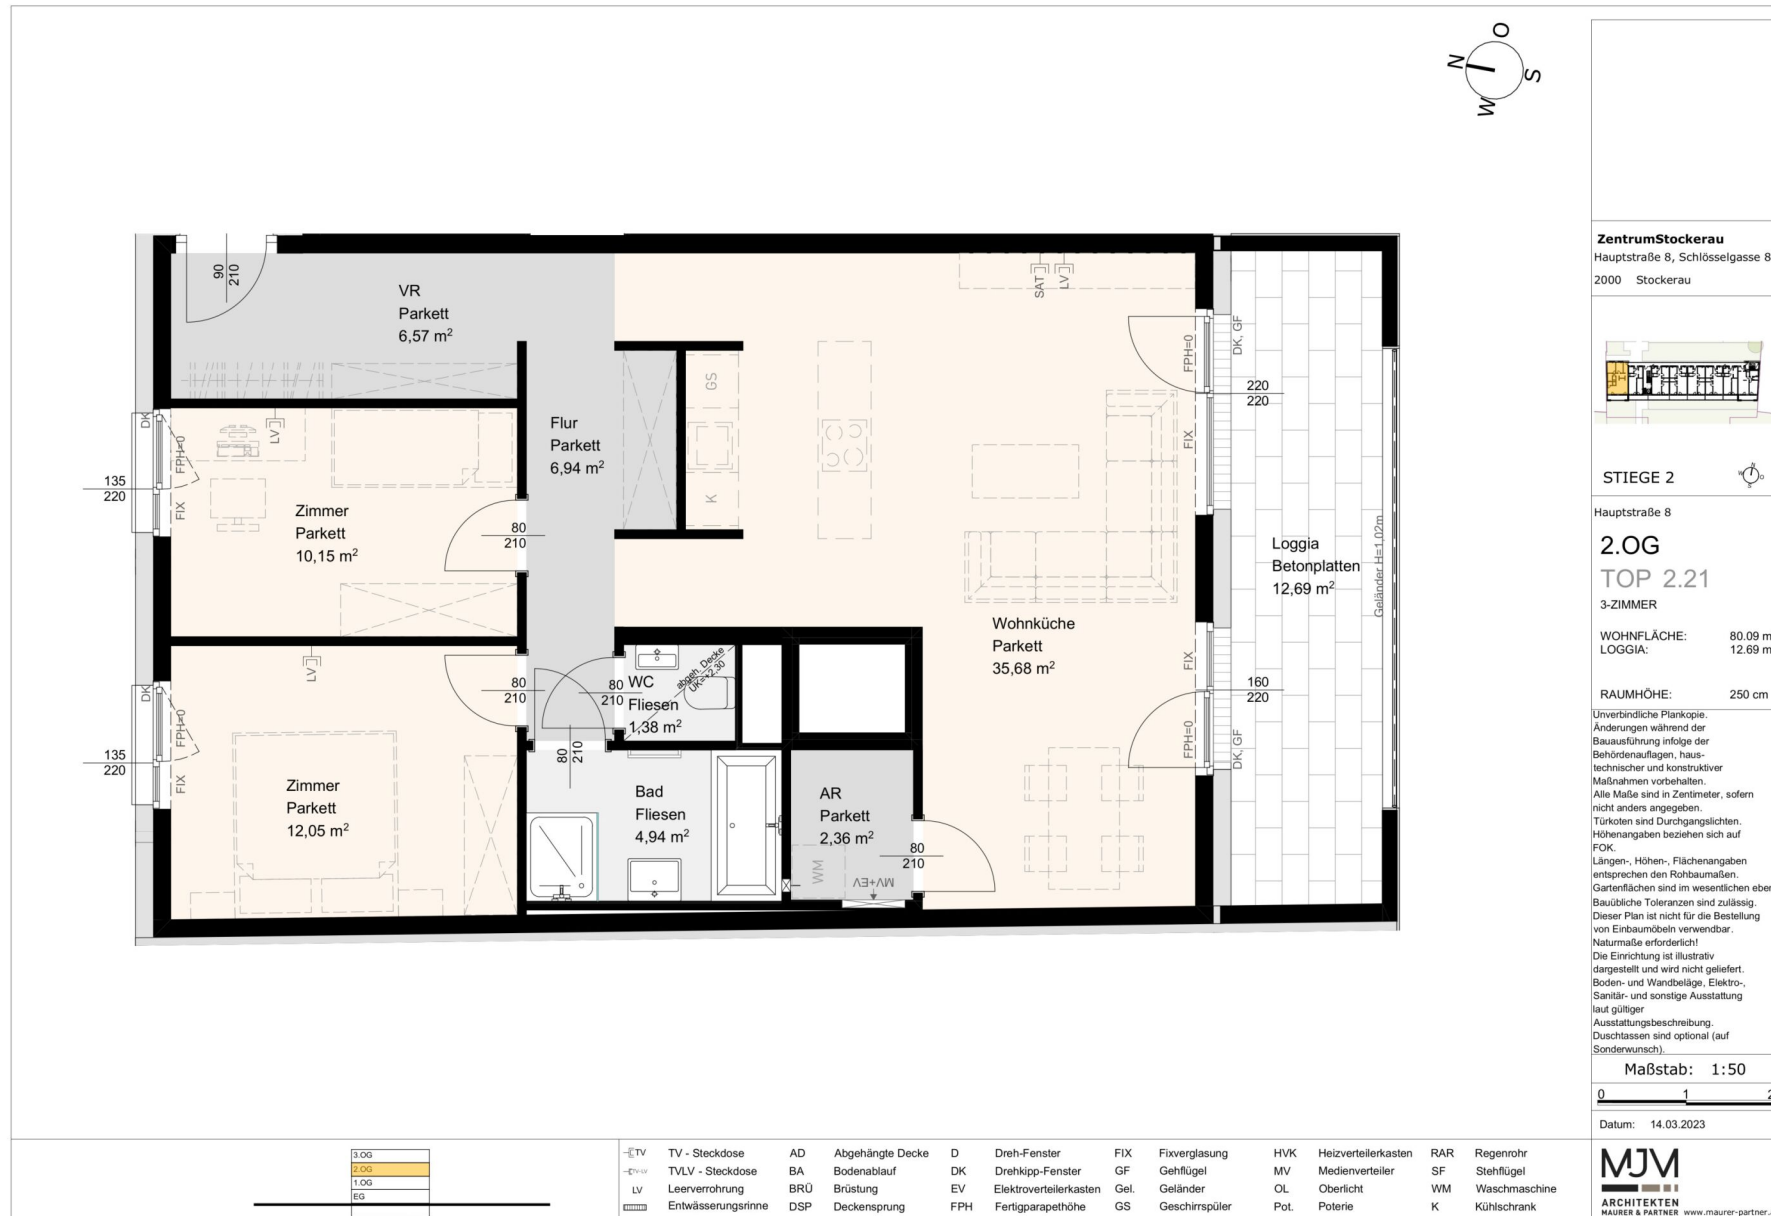 N
O
S
W
90
210
VR
Parkett
6,57 m²
SAT
LV
DK
FPH=0
FIX
135
220
LV
Zimmer
Parkett
10,15 m²
80
210
Flur
Parkett
6,94 m²
GS
K
FPH=0
DK, GF
220
220
FIX
Loggia
Betonplatten
12,69 m²
Geländer H=1.02m
Wohnküche
Parkett
35,68 m²
FIX
160
220
FPH=0
DK, GF
DK
FPH=0
FIX
135
220
LV
Zimmer
Parkett
12,05 m²
80
210
80
210
WC
Fliesen
1,38 m²
abgeh. Decke
UK=+2.30
80
210
Bad
Fliesen
4,94 m²
AR
Parkett
2,36 m²
WM
MV+EV
80
210
ZentrumStockerau
Hauptstraße 8, Schlösselgasse 8
2000 Stockerau
STIEGE 2
Hauptstraße 8
2.OG
TOP 2.21
3-ZIMMER
WOHNFLÄCHE: 80.09 m
LOGGIA: 12.69 m
RAUMHÖHE: 250 cm
Unverbindliche Plankopie.
Änderungen während der
Bauausführung infolge der
Behördenauflagen, haus-
technischer und konstruktiver
Maßnahmen vorbehalten.
Alle Maße sind in Zentimeter, sofern
nicht anders angegeben.
Türkoten sind Durchgangslichten.
Höhenangaben beziehen sich auf
FOK.
Längen-, Höhen-, Flächenangaben
entsprechen den Rohbaumaßen.
Gartenflächen sind im wesentlichen eben
Bauübliche Toleranzen sind zulässig.
Dieser Plan ist nicht für die Bestellung
von Einbaumöbeln verwendbar.
Naturmaße erforderlich!
Die Einrichtung ist illustrativ
dargestellt und wird nicht geliefert.
Boden- und Wandbeläge, Elektro-,
Sanitär- und sonstige Ausstattung
laut gültiger
Ausstattungsbeschreibung.
Duschtassen sind optional (auf
Sonderwunsch).
Maßstab: 1:50
0 1 2
Datum: 14.03.2023
MJM
ARCHITEKTEN
MAURER & PARTNER www.maurer-partner.
3.OG
2.OG
1.OG
EG
TV TV - Steckdose AD Abgehängte Decke D Dreh-Fenster FIX Fixverglasung HVK Heizverteilerkasten RAR Regenrohr
TV-LV TVLV - Steckdose BA Bodenablauf DK Drehkipp-Fenster GF Gehflügel MV Medienverteiler SF Stehflügel
LV Leerverrohrung BRÜ Brüstung EV Elektroverteilerkasten Gel. Geländer OL Oberlicht WM Waschmaschine
Entwässerungsrinne DSP Deckensprung FPH Fertigparapethöhe GS Geschirrspüler Pot. Poterie K Kühlschrank